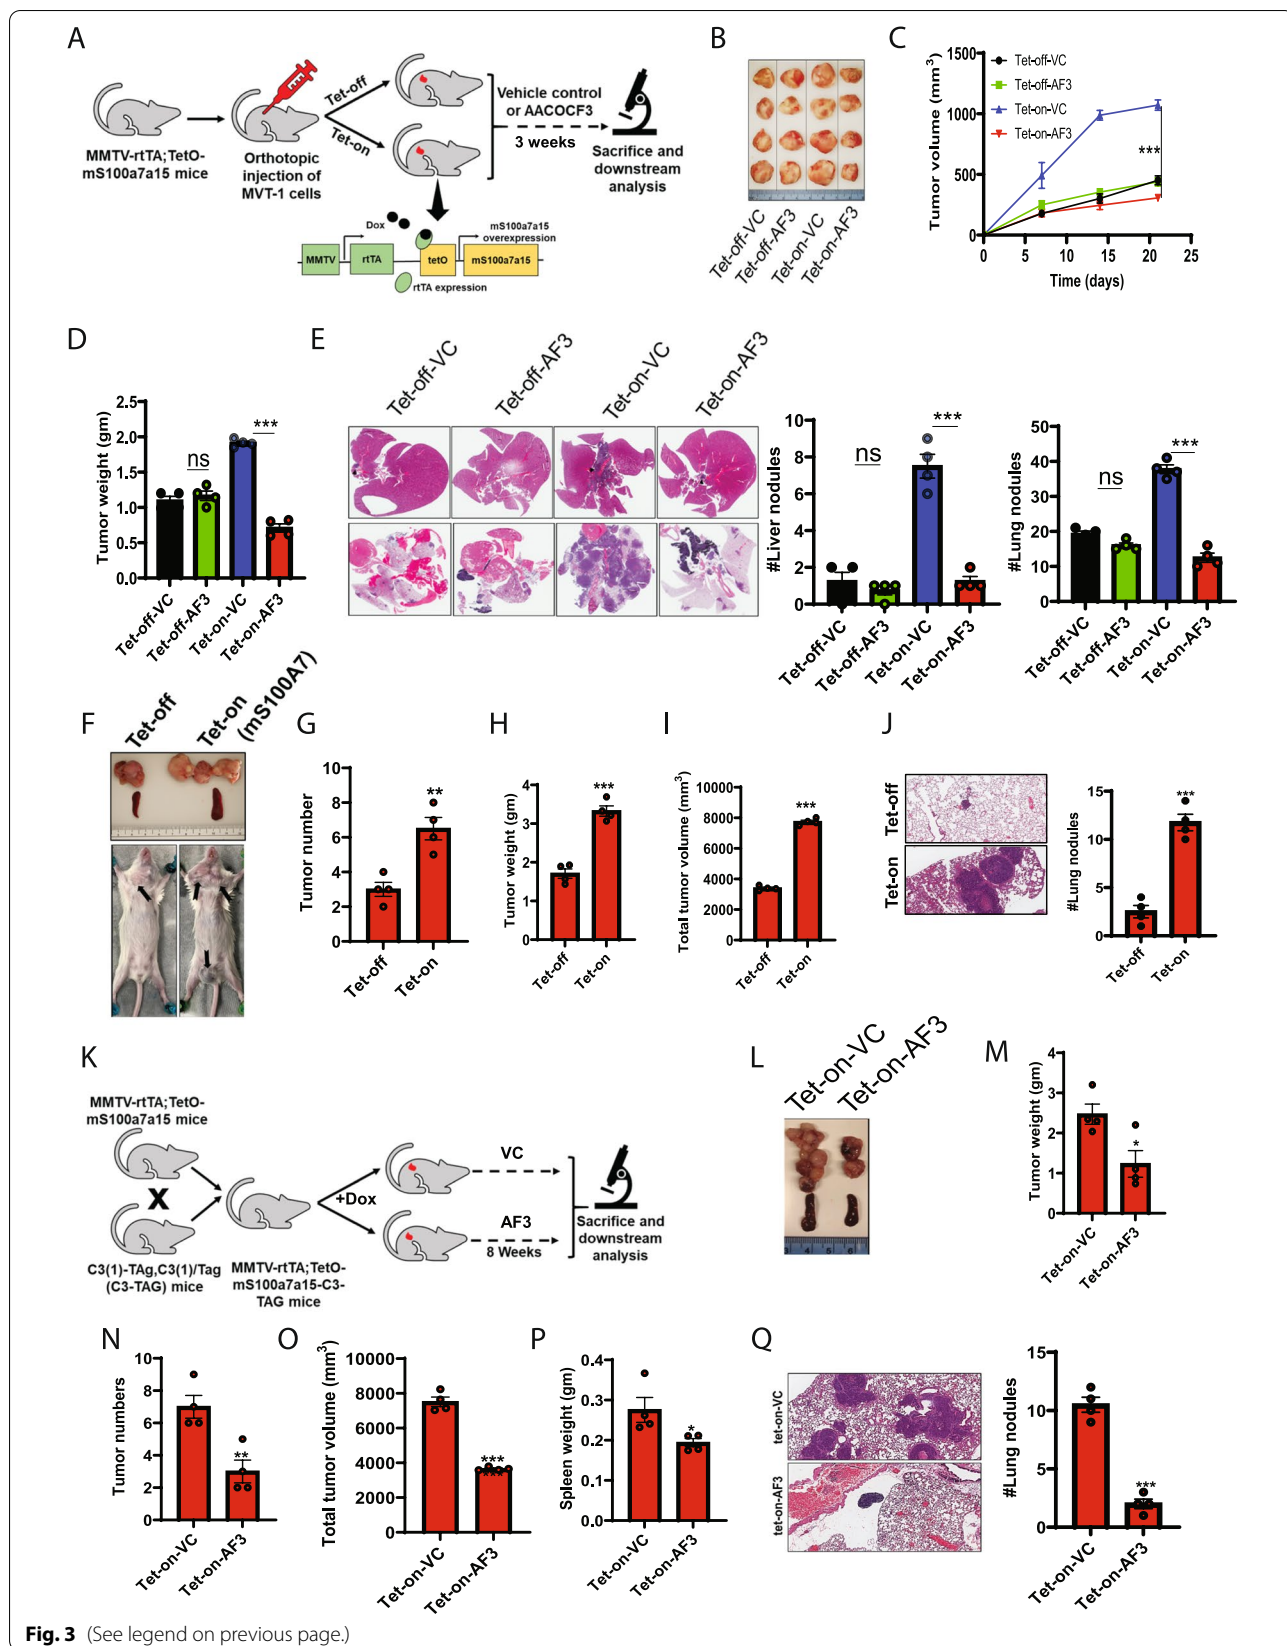 A
MMTV-rtTA;TetO-
mS100a7a15 mice
Orthotopic
injection of
MVT-1 cells
Tet-off
Tet-on
Vehicle control
or AACOCF3
3 weeks
Sacrifice and
downstream
analysis
Dox
mS100a7a15
overexpression
MMTV
rtTA
tetO
mS100a7a15
rtTA expression
B
Tet-off-VC
Tet-off-AF3
Tet-on-VC
Tet-on-AF3
C
Tumor volume (mm³)
1500
1000
500
0
Tet-off-VC
Tet-off-AF3
Tet-on-VC
Tet-on-AF3
***
0 5 10 15 20 25
Time (days)
D
Tumor weight (gm)
2.5
2.0
1.5
1.0
0.5
0.0
ns
***
Tet-off-VC
Tet-off-AF3
Tet-on-VC
Tet-on-AF3
E
Tet-off-VC
Tet-off-AF3
Tet-on-VC
Tet-on-AF3
#Liver nodules
10
8
6
4
2
0
ns
***
Tet-off-VC
Tet-off-AF3
Tet-on-VC
Tet-on-AF3
#Lung nodules
50
40
30
20
10
0
ns
***
Tet-off-VC
Tet-off-AF3
Tet-on-VC
Tet-on-AF3
F
Tet-off
Tet-on
(mS100A7)
G
Tumor number
10
8
6
4
2
0
**
Tet-off
Tet-on
H
Tumor weight (gm)
4
3
2
1
0
***
Tet-off
Tet-on
I
Total tumor volume (mm³)
10000
8000
6000
4000
2000
0
***
Tet-off
Tet-on
J
Tet-off
Tet-on
#Lung nodules
15
10
5
0
***
Tet-off
Tet-on
K
MMTV-rtTA;TetO-
mS100a7a15 mice
X
C3(1)-TAg,C3(1)/Tag
(C3-TAG) mice
MMTV-rtTA;TetO-
mS100a7a15-C3-
TAG mice
+Dox
VC
AF3
8 Weeks
Sacrifice and
downstream
analysis
L
Tet-on-VC
Tet-on-AF3
3 4 5 6
M
Tumor weight (gm)
4
3
2
1
0
*
Tet-on-VC
Tet-on-AF3
N
Tumor numbers
10
8
6
4
2
0
**
Tet-on-VC
Tet-on-AF3
O
Total tumor volume (mm³)
10000
8000
6000
4000
2000
0
***
***
Tet-on-VC
Tet-on-AF3
P
Spleen weight (gm)
0.4
0.3
0.2
0.1
0.0
*
Tet-on-VC
Tet-on-AF3
Q
tet-on-VC
tet-on-AF3
#Lung nodules
15
10
5
0
***
Tet-on-VC
Tet-on-AF3
Fig. 3 (See legend on previous page.)